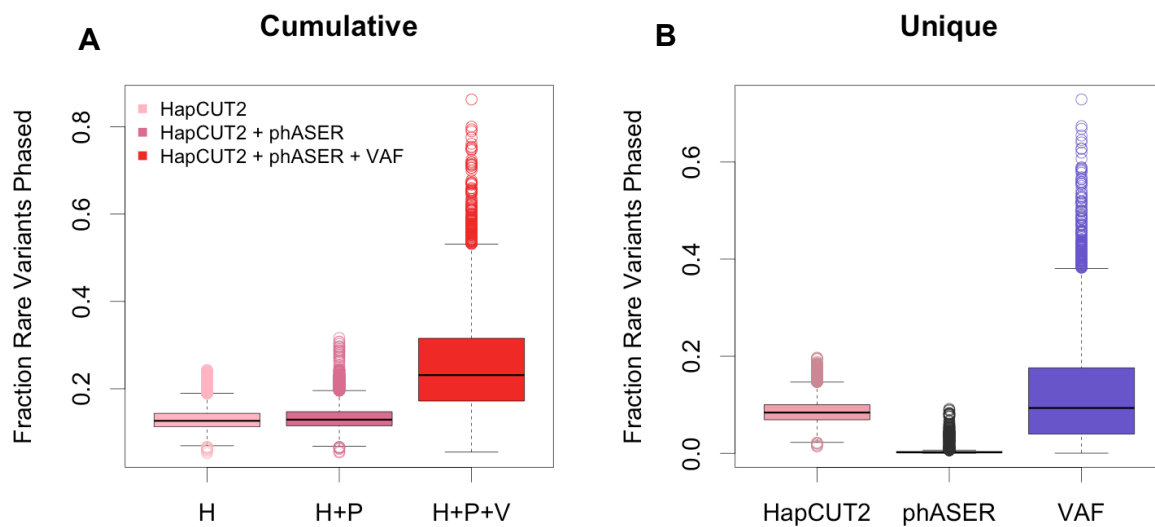 A
Cumulative
Fraction Rare Variants Phased
0.8
0.6
0.4
0.2
HapCUT2
HapCUT2 + phASER
HapCUT2 + phASER + VAF
H
H+P
H+P+V
B
Unique
Fraction Rare Variants Phased
0.6
0.4
0.2
0.0
HapCUT2
phASER
VAF